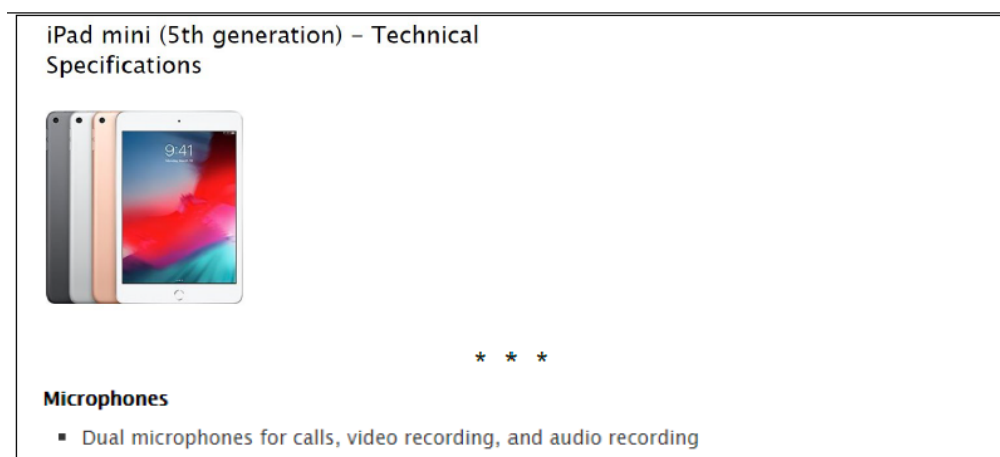 iPad mini (5th generation) – Technical
Specifications
9:41
* * *
Microphones
▪ Dual microphones for calls, video recording, and audio recording